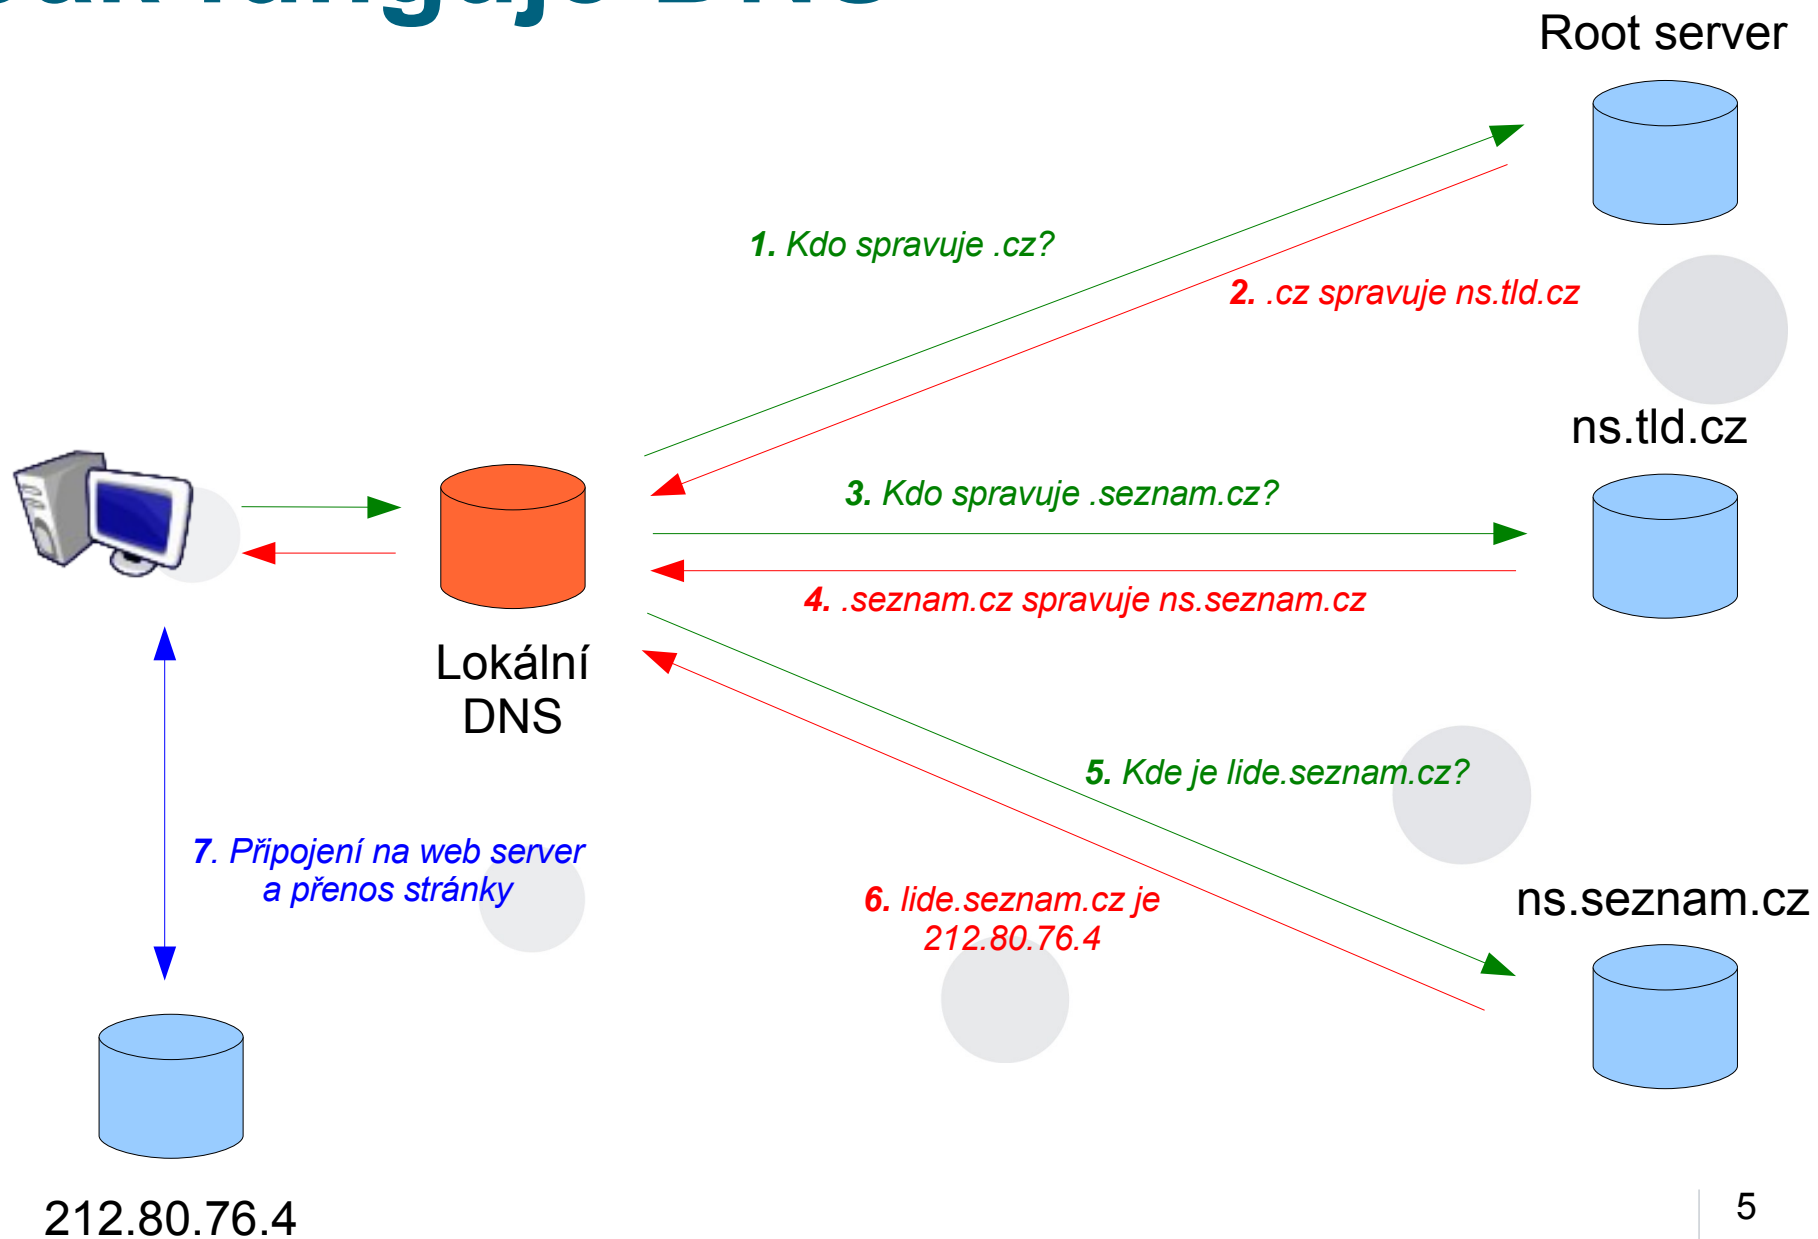 Root server
1. Kdo spravuje .cz?
2. .cz spravuje ns.tld.cz
ns.tld.cz
3. Kdo spravuje .seznam.cz?
4. .seznam.cz spravuje ns.seznam.cz
Lokální
DNS
5. Kde je lide.seznam.cz?
7. Připojení na web server
a přenos stránky
6. lide.seznam.cz je
212.80.76.4
ns.seznam.cz
212.80.76.4
5